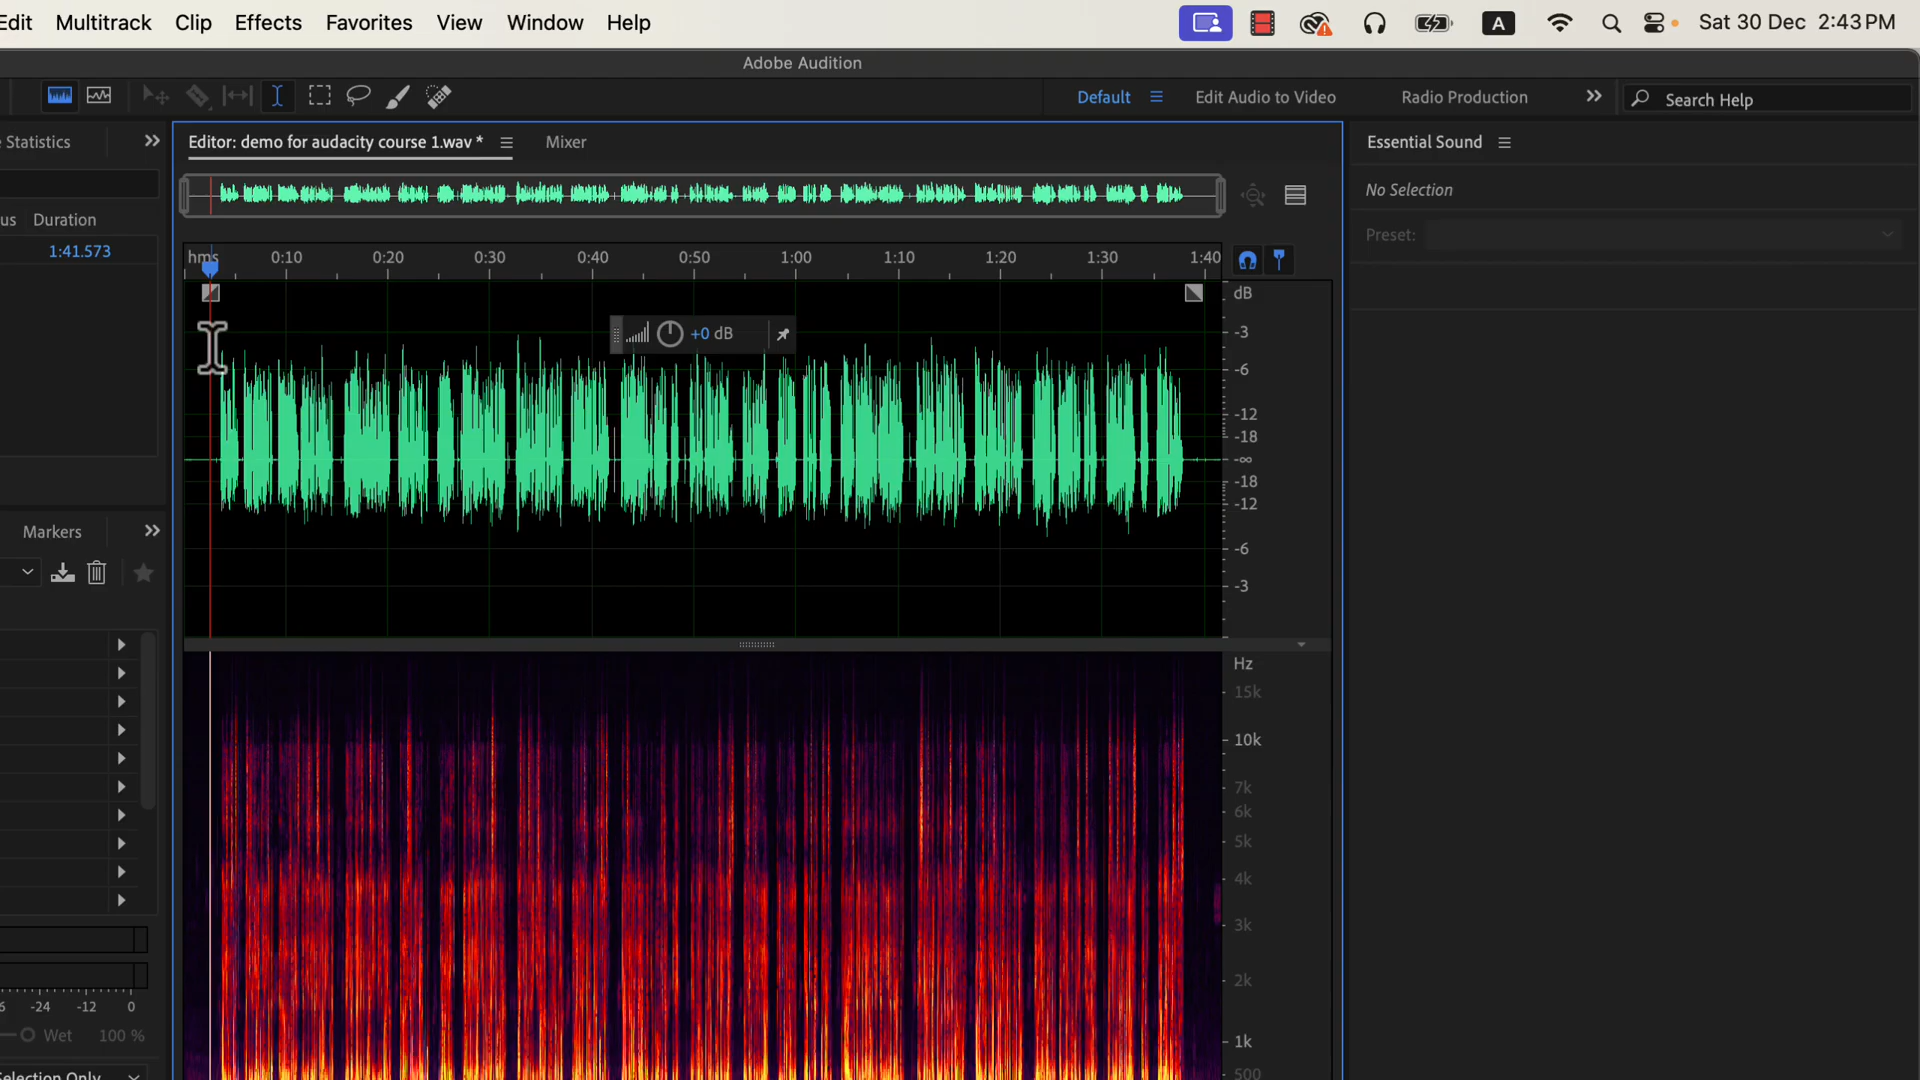 Edit Multitrack Clip Effects Favorites View Window Help A Sat 30 Dec 2:43 PM
Adobe Audition
Default Edit Audio to Video Radio Production Search Help
Statistics Editor: demo for audacity course 1.wav * Mixer Essential Sound
No Selection
us Duration Preset:
1:41.573
hms 0:10 0:20 0:30 0:40 0:50 1:00 1:10 1:20 1:30 1:40
dB
+0 dB
-3
-6
-12
-18
-∞
-18
-12
-6
-3
Markers
Hz
15k
10k
7k
6k
5k
4k
3k
2k
1k
500
-24 -12 0
Wet 100 %
Selection Only